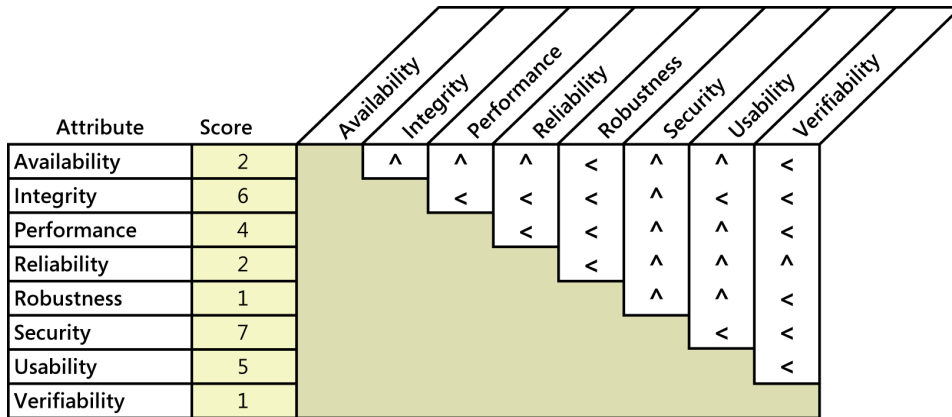 Availability
Integrity
Performance
Reliability
Robustness
Security
Usability
Verifiability
Attribute Score
Availability 2 ^ ^ ^ < ^ ^ <
Integrity 6 < < < ^ < <
Performance 4 < < ^ ^ <
Reliability 2 < ^ ^ ^
Robustness 1 ^ ^ <
Security 7 < <
Usability 5 <
Verifiability 1